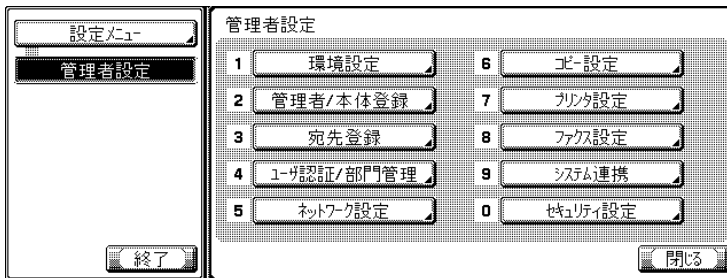 設定メニュー
管理者設定
終了
管理者設定
1 環境設定
2 管理者/本体登録
3 宛先登録
4 ユーザ認証/部門管理
5 ネットワーク設定
6 コピー設定
7 プリンタ設定
8 ファクス設定
9 システム連携
0 セキュリティ設定
閉じる